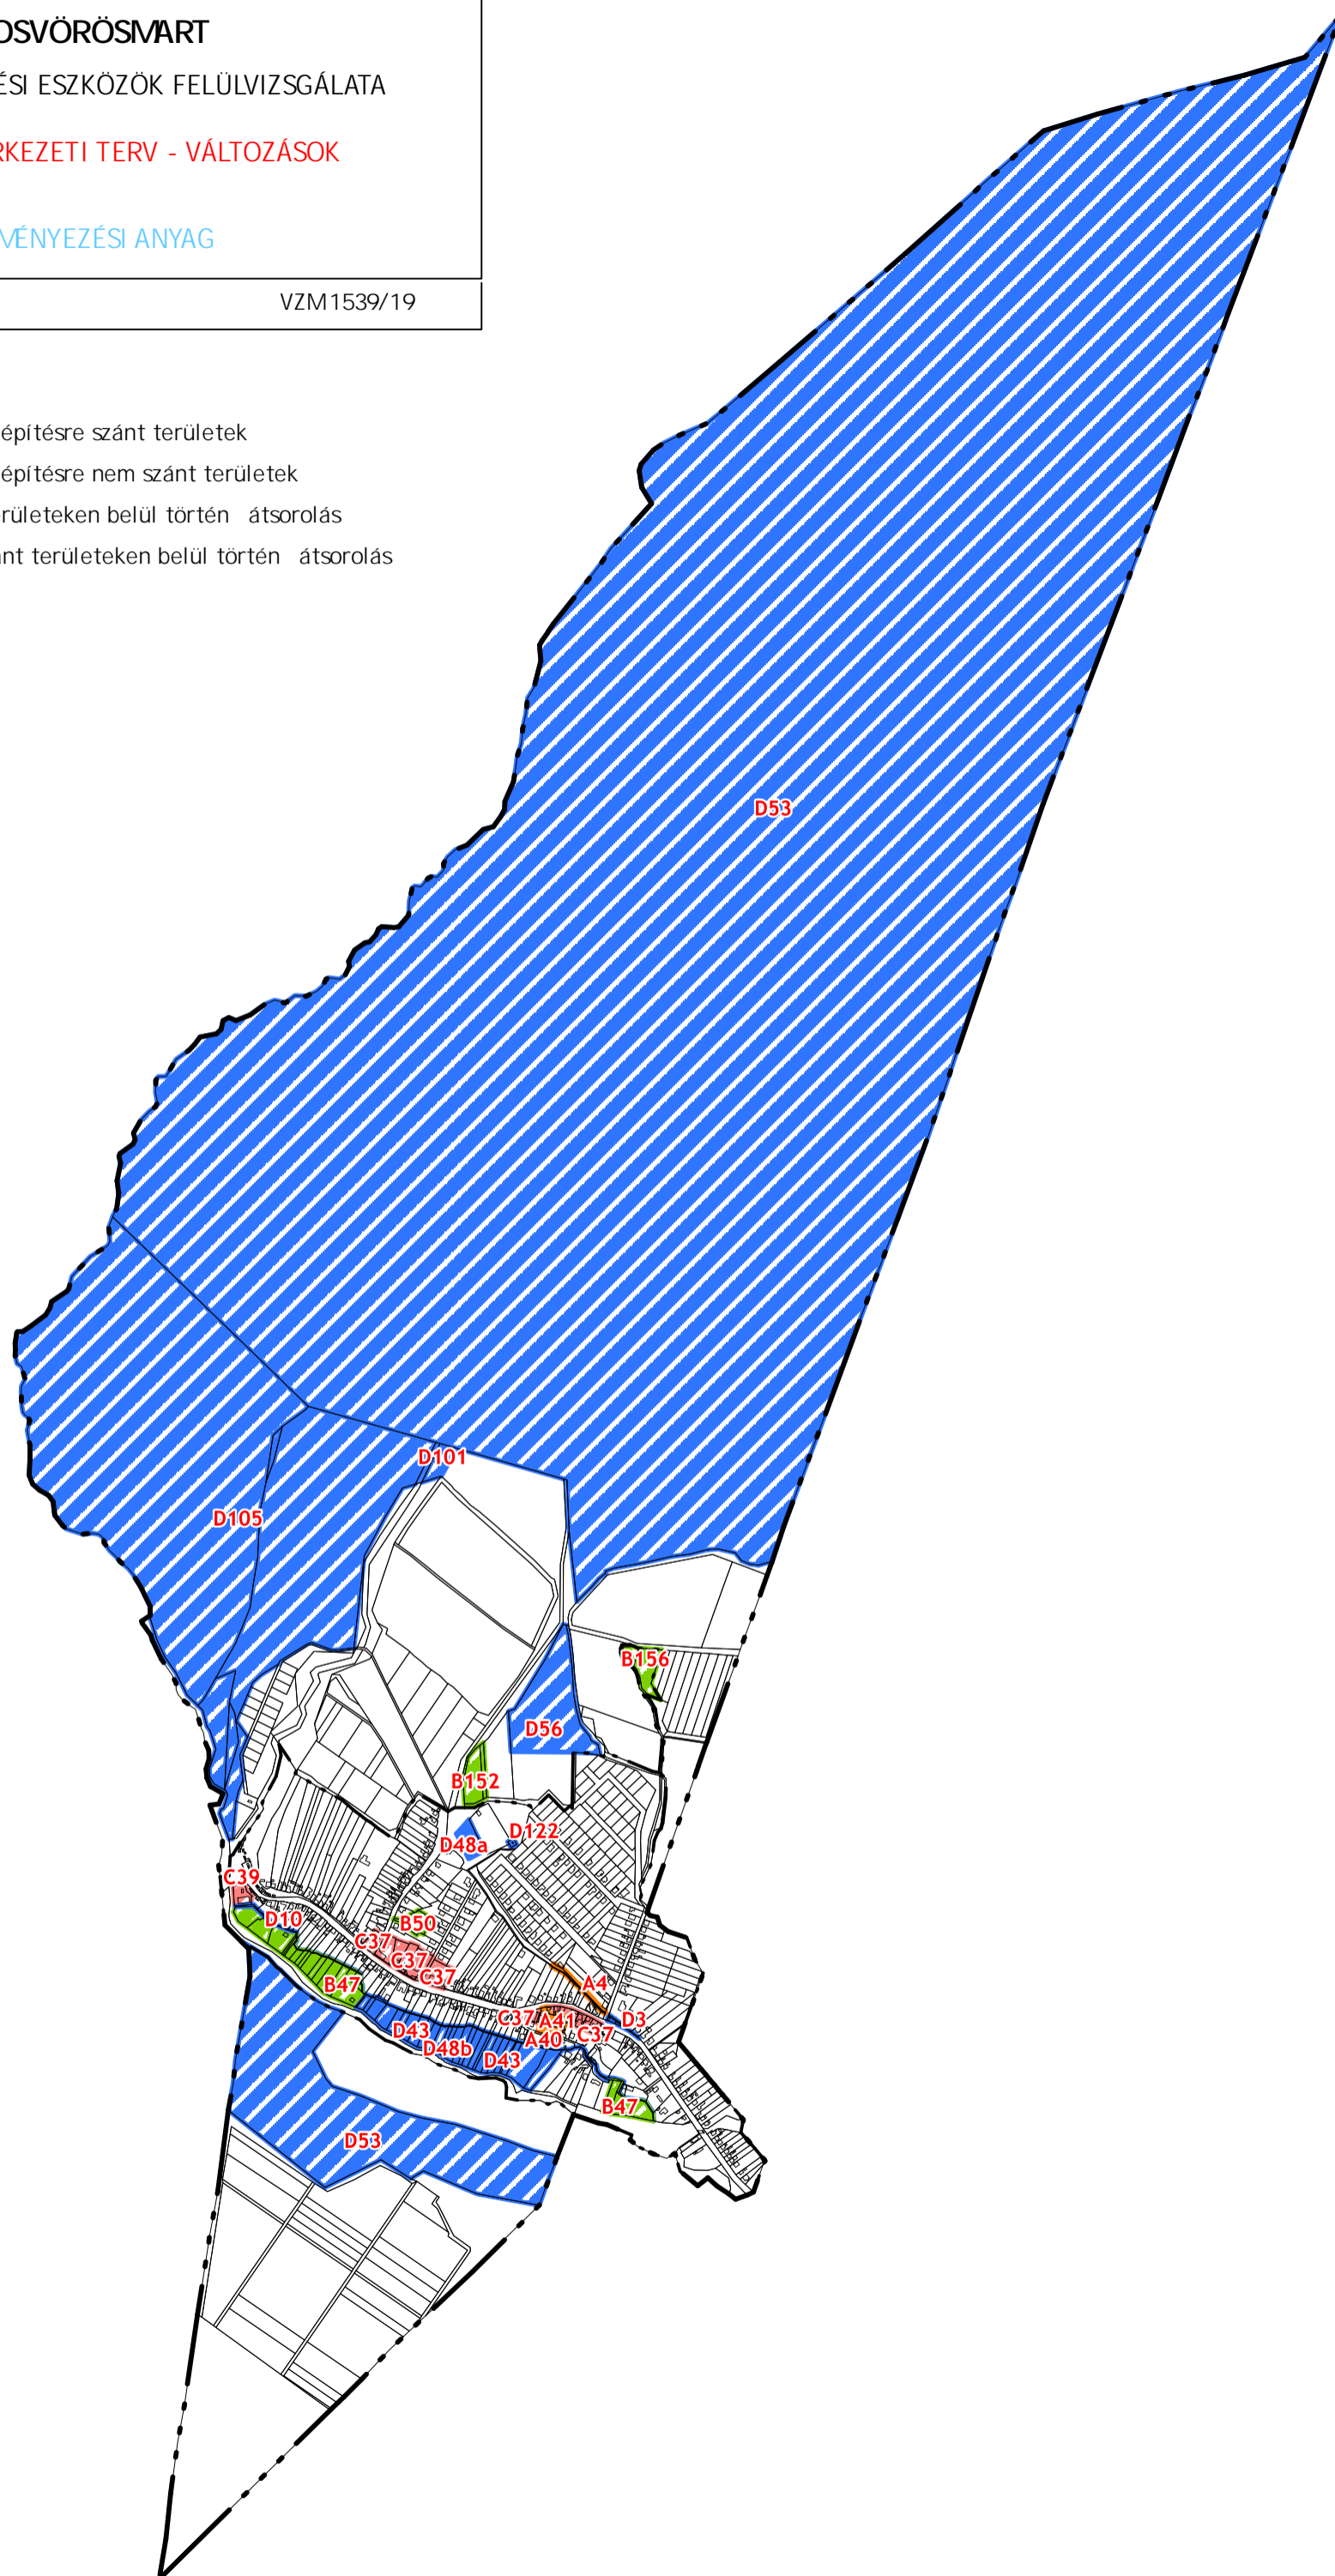 OSVÖRÖSMART
ÉSI ESZKÖZÖK FELÜLVIZSGÁLATA
RKEZETI TERV - VÁLTOZÁSOK
MÉNYEZÉSI ANYAG
VZM1539/19
építésre szánt területek
építésre nem szánt területek
rületeken belül történ átsorolás
nt területeken belül történ átsorolás
D53
D101
D105
B156
D56
B152
D122
D48a
C39
D10
B50
C37
C37
C37
B47
A4
C37
A41
D3
C37
D43
A40
D48b
D43
B47
D53